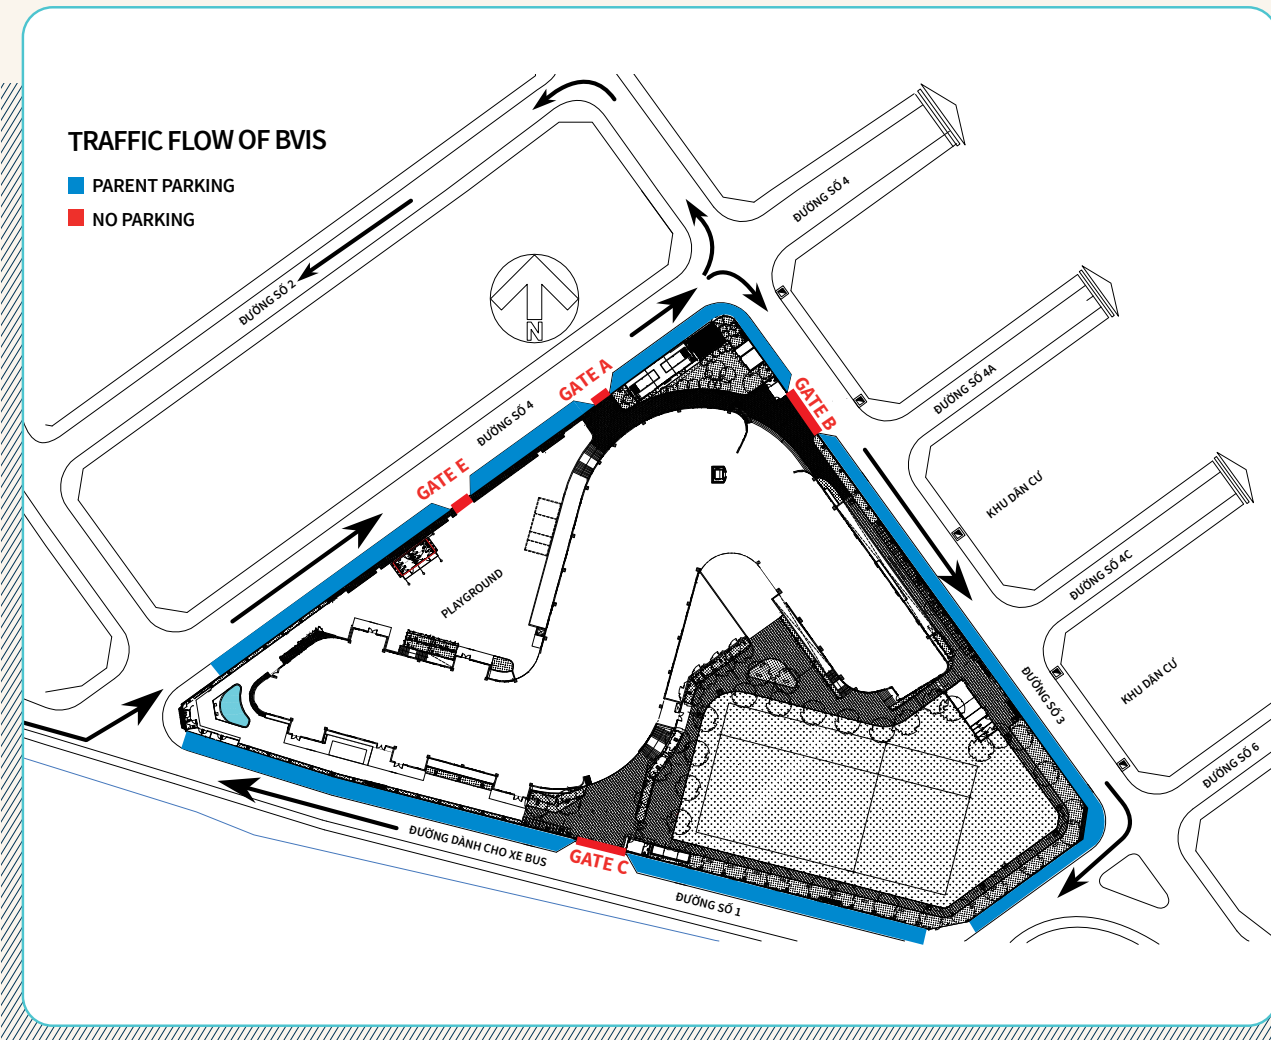 TRAFFIC FLOW OF BVIS
PARENT PARKING
NO PARKING
ĐƯỜNG SỐ 2
N
ĐƯỜNG SỐ 4
GATE A
ĐƯỜNG SỐ 4
GATE B
ĐƯỜNG SỐ 4A
GATE E
KHU DÂN CƯ
PLAYGROUND
ĐƯỜNG SỐ 4C
KHU DÂN CƯ
ĐƯỜNG SỐ 3
ĐƯỜNG SỐ 6
ĐƯỜNG DÀNH CHO XE BUS
GATE C
ĐƯỜNG SỐ 1